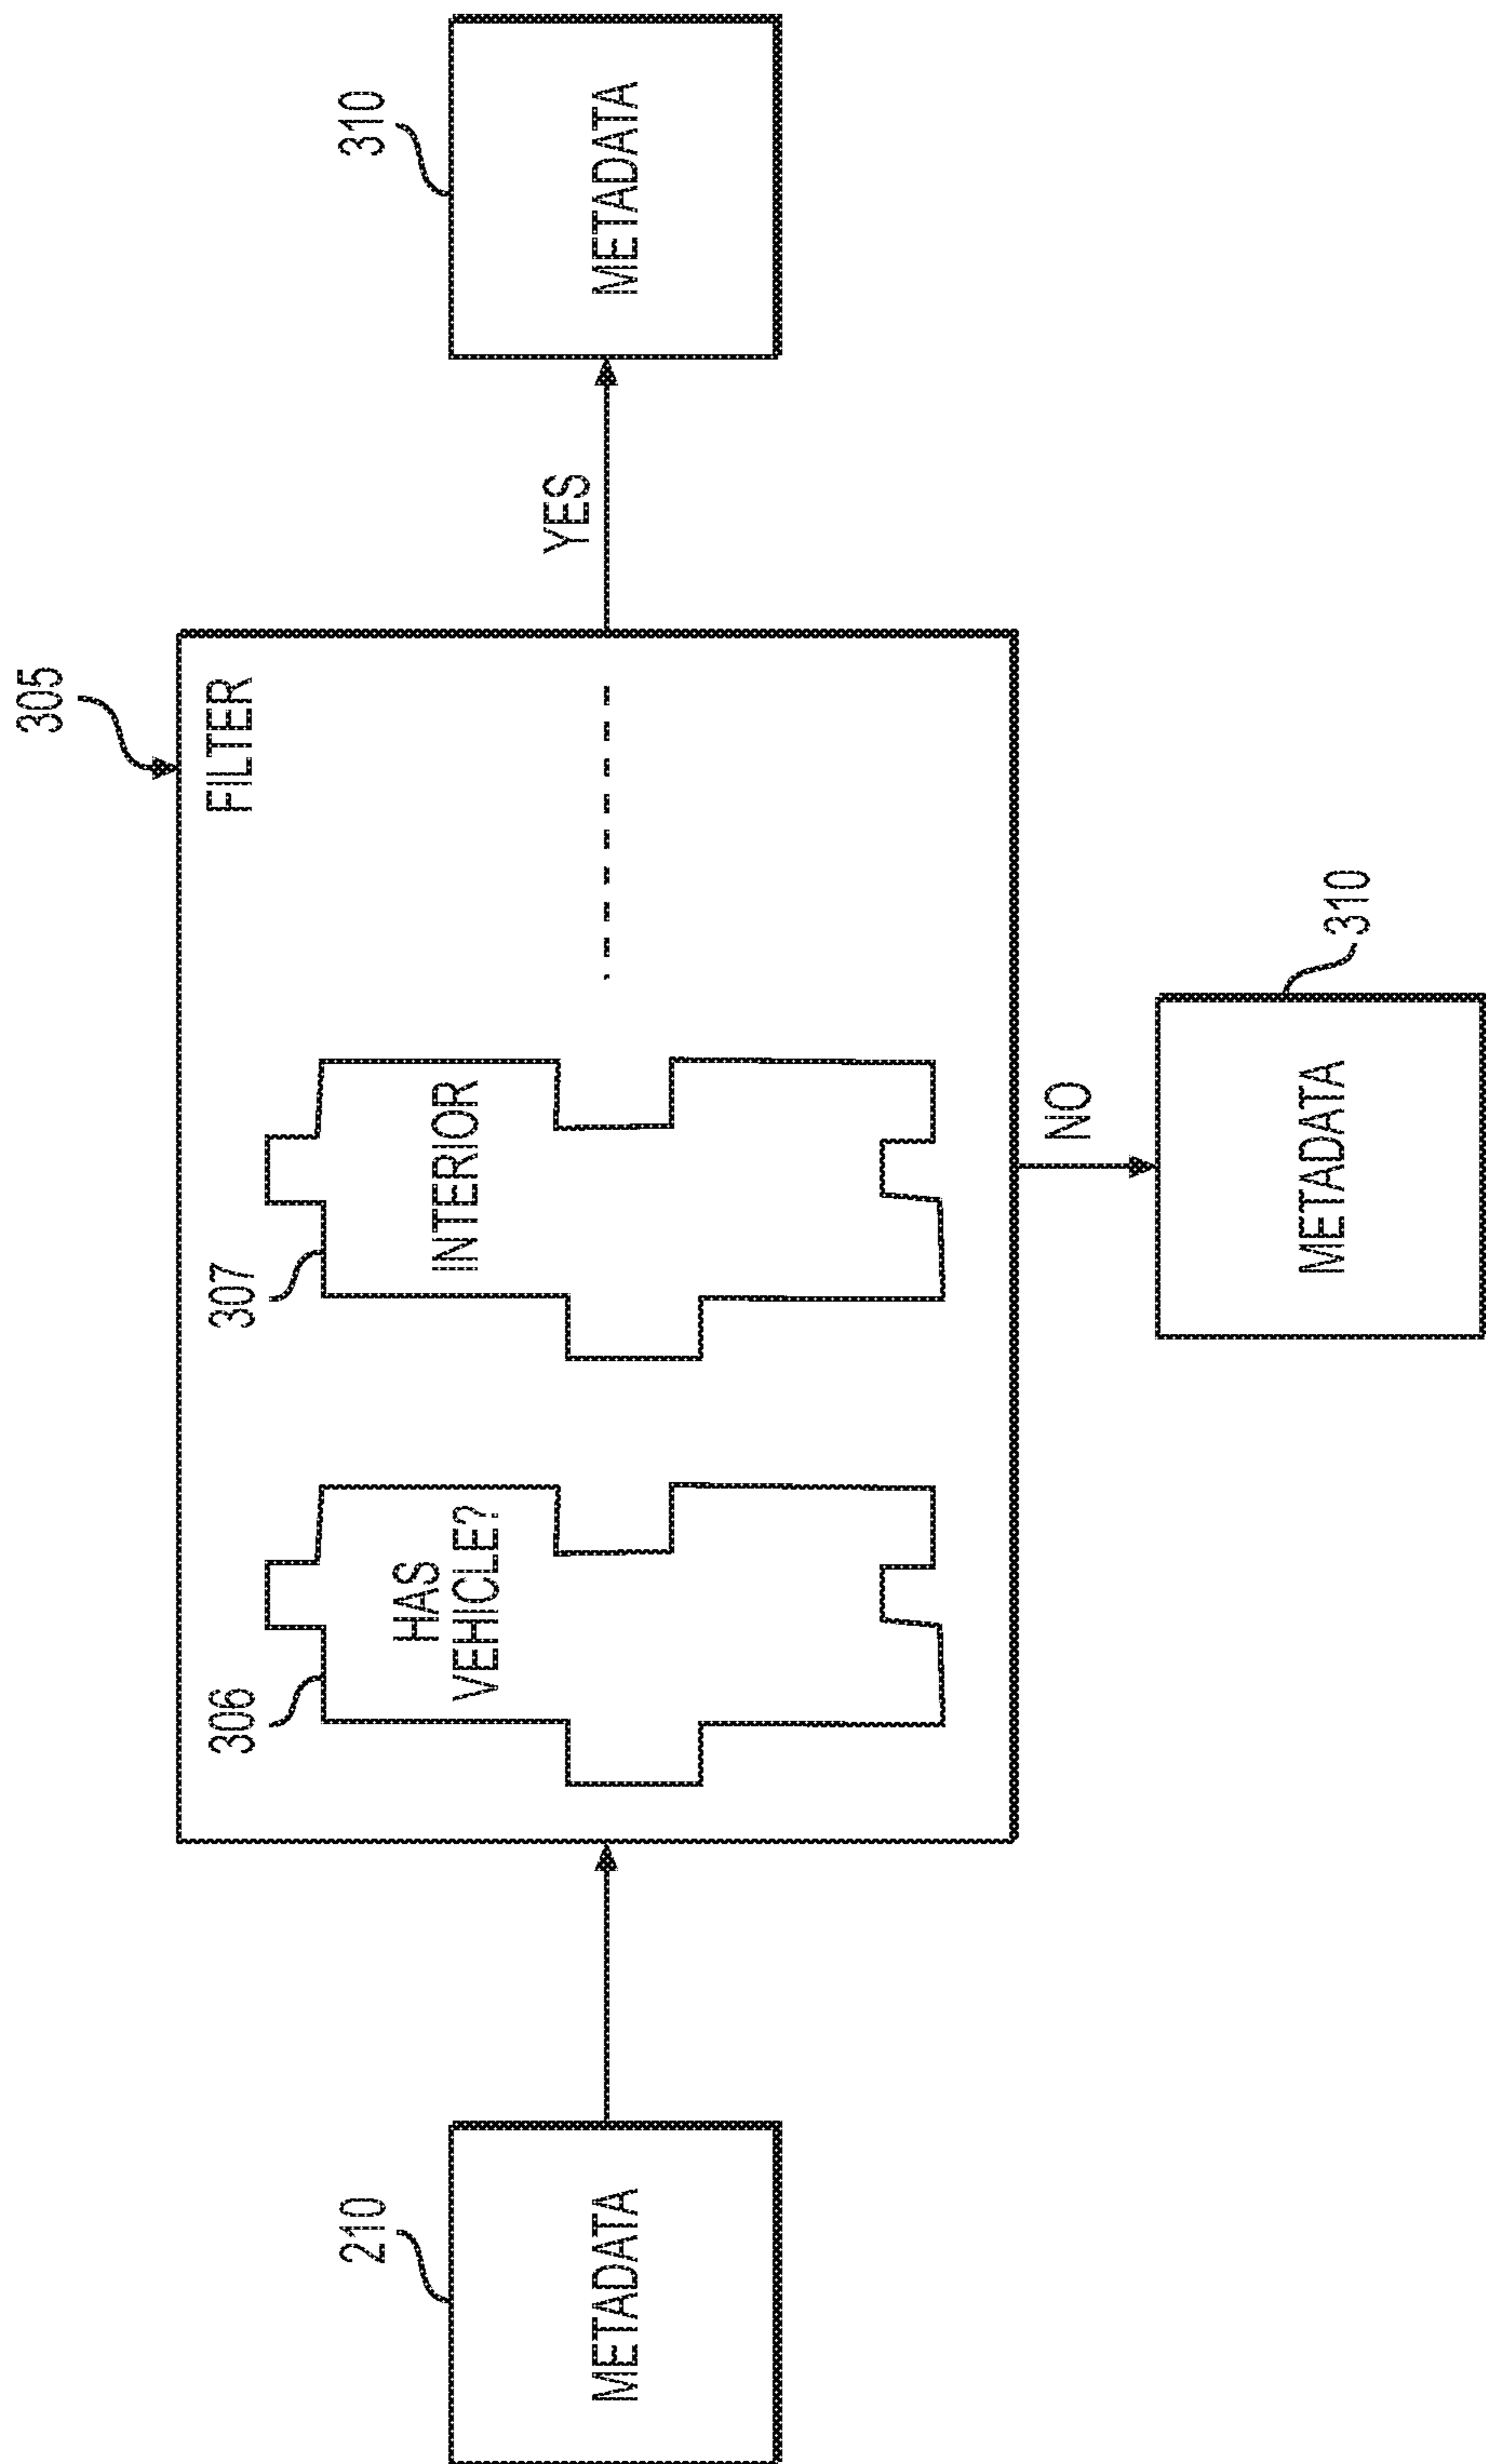 305
FILTER
210
METADATA
306
HAS
VEHICLE?
307
INTERIOR
YES
310
METADATA
NO
310
METADATA